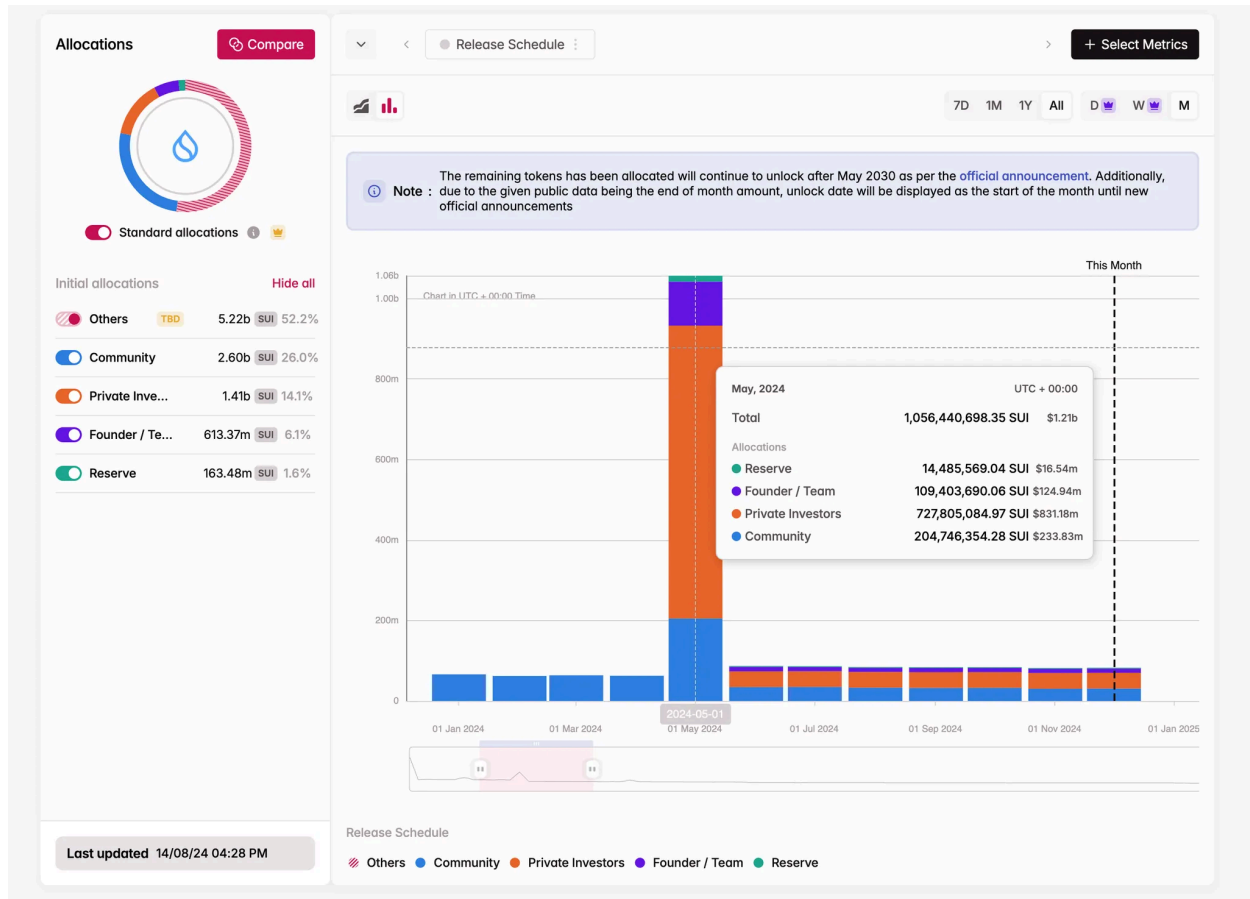 Allocations
Compare
Standard allocations
Initial allocations Hide all
Others TBD 5.22b SUI 52.2%
Community 2.60b SUI 26.0%
Private Inve... 1.41b SUI 14.1%
Founder / Te... 613.37m SUI 6.1%
Reserve 163.48m SUI 1.6%
Last updated 14/08/24 04:28 PM
Release Schedule
+ Select Metrics
7D 1M 1Y All D W M
Note :
The remaining tokens has been allocated will continue to unlock after May 2030 as per the official announcement. Additionally,
due to the given public data being the end of month amount, unlock date will be displayed as the start of the month until new
official announcements
This Month
1.06b
Chart in UTC + 00:00 Time
1.00b
800m
600m
400m
200m
0
May, 2024 UTC + 00:00
Total 1,056,440,698.35 SUI $1.21b
Allocations
Reserve 14,485,569.04 SUI $16.54m
Founder / Team 109,403,690.06 SUI $124.94m
Private Investors 727,805,084.97 SUI $831.18m
Community 204,746,354.28 SUI $233.83m
2024-05-01
01 Jan 2024 01 Mar 2024 01 May 2024 01 Jul 2024 01 Sep 2024 01 Nov 2024 01 Jan 2025
Release Schedule
Others Community Private Investors Founder / Team Reserve